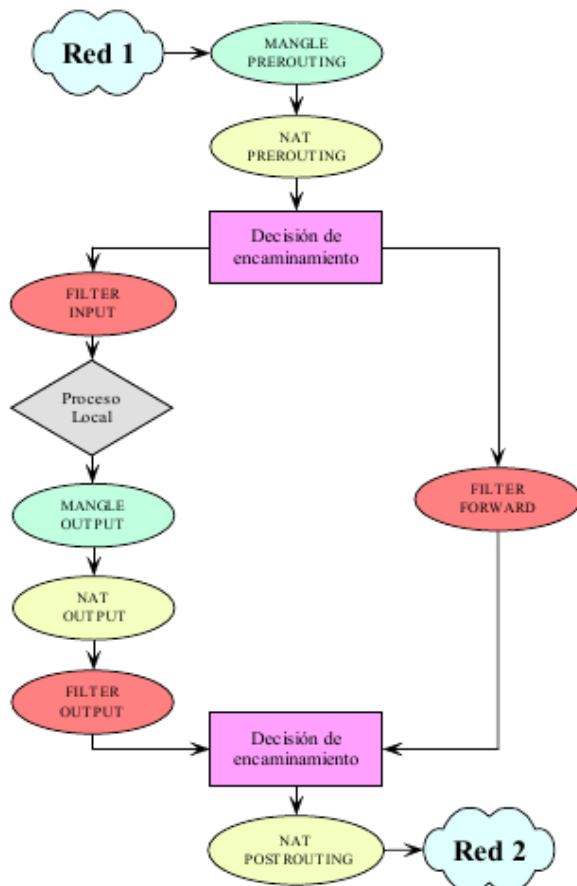 Red 1
MANGLE
PREROUTING
NAT
PREROUTING
Decisión de
encaminamiento
FILTER
INPUT
Proceso
Local
MANGLE
OUTPUT
FILTER
FORWARD
NAT
OUTPUT
FILTER
OUTPUT
Decisión de
encaminamiento
NAT
POSTROUTING
Red 2